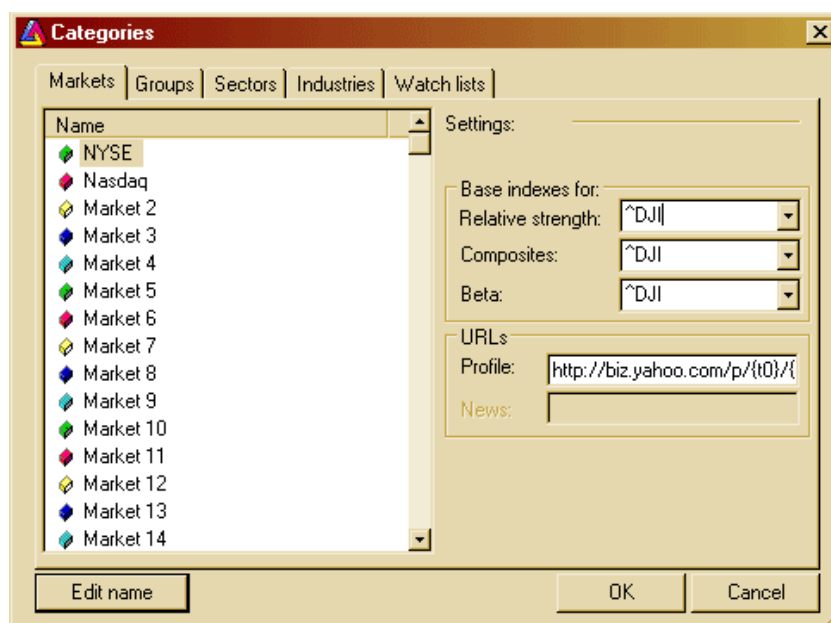 Categories
Markets Groups Sectors Industries Watch lists
Name
NYSE
Nasdaq
Market 2
Market 3
Market 4
Market 5
Market 6
Market 7
Market 8
Market 9
Market 10
Market 11
Market 12
Market 13
Market 14
Settings:
Base indexes for:
Relative strength: ^DJI
Composites: ^DJI
Beta: ^DJI
URLs
Profile: http://biz.yahoo.com/p/{t0}/{
News:
Edit name OK Cancel